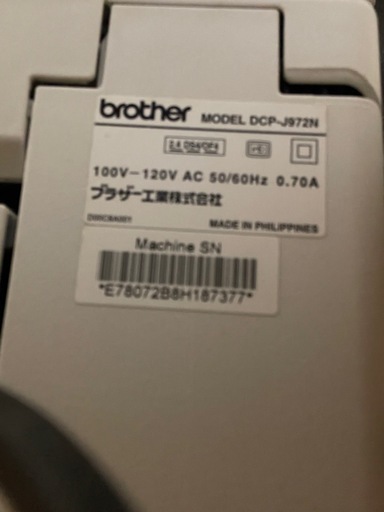 brother MODEL DCP-J972N
2.4 DS4/OF4
100V-120V AC 50/60Hz 0.70A
ブラザー工業株式会社
D00C8A001
MADE IN PHILIPPINES
Machine SN
*E78072B8H187377*